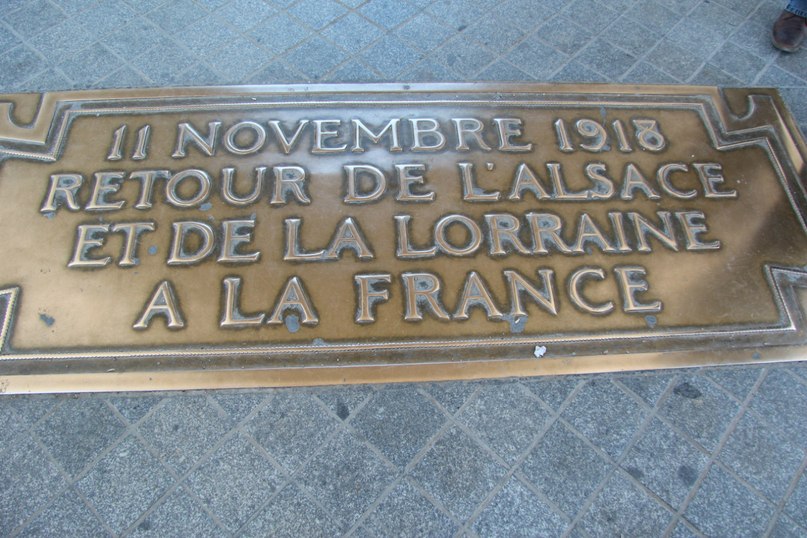 11 NOVEMBRE 1918
RETOUR DE L'ALSACE
ET DE LA LORRAINE
A LA FRANCE